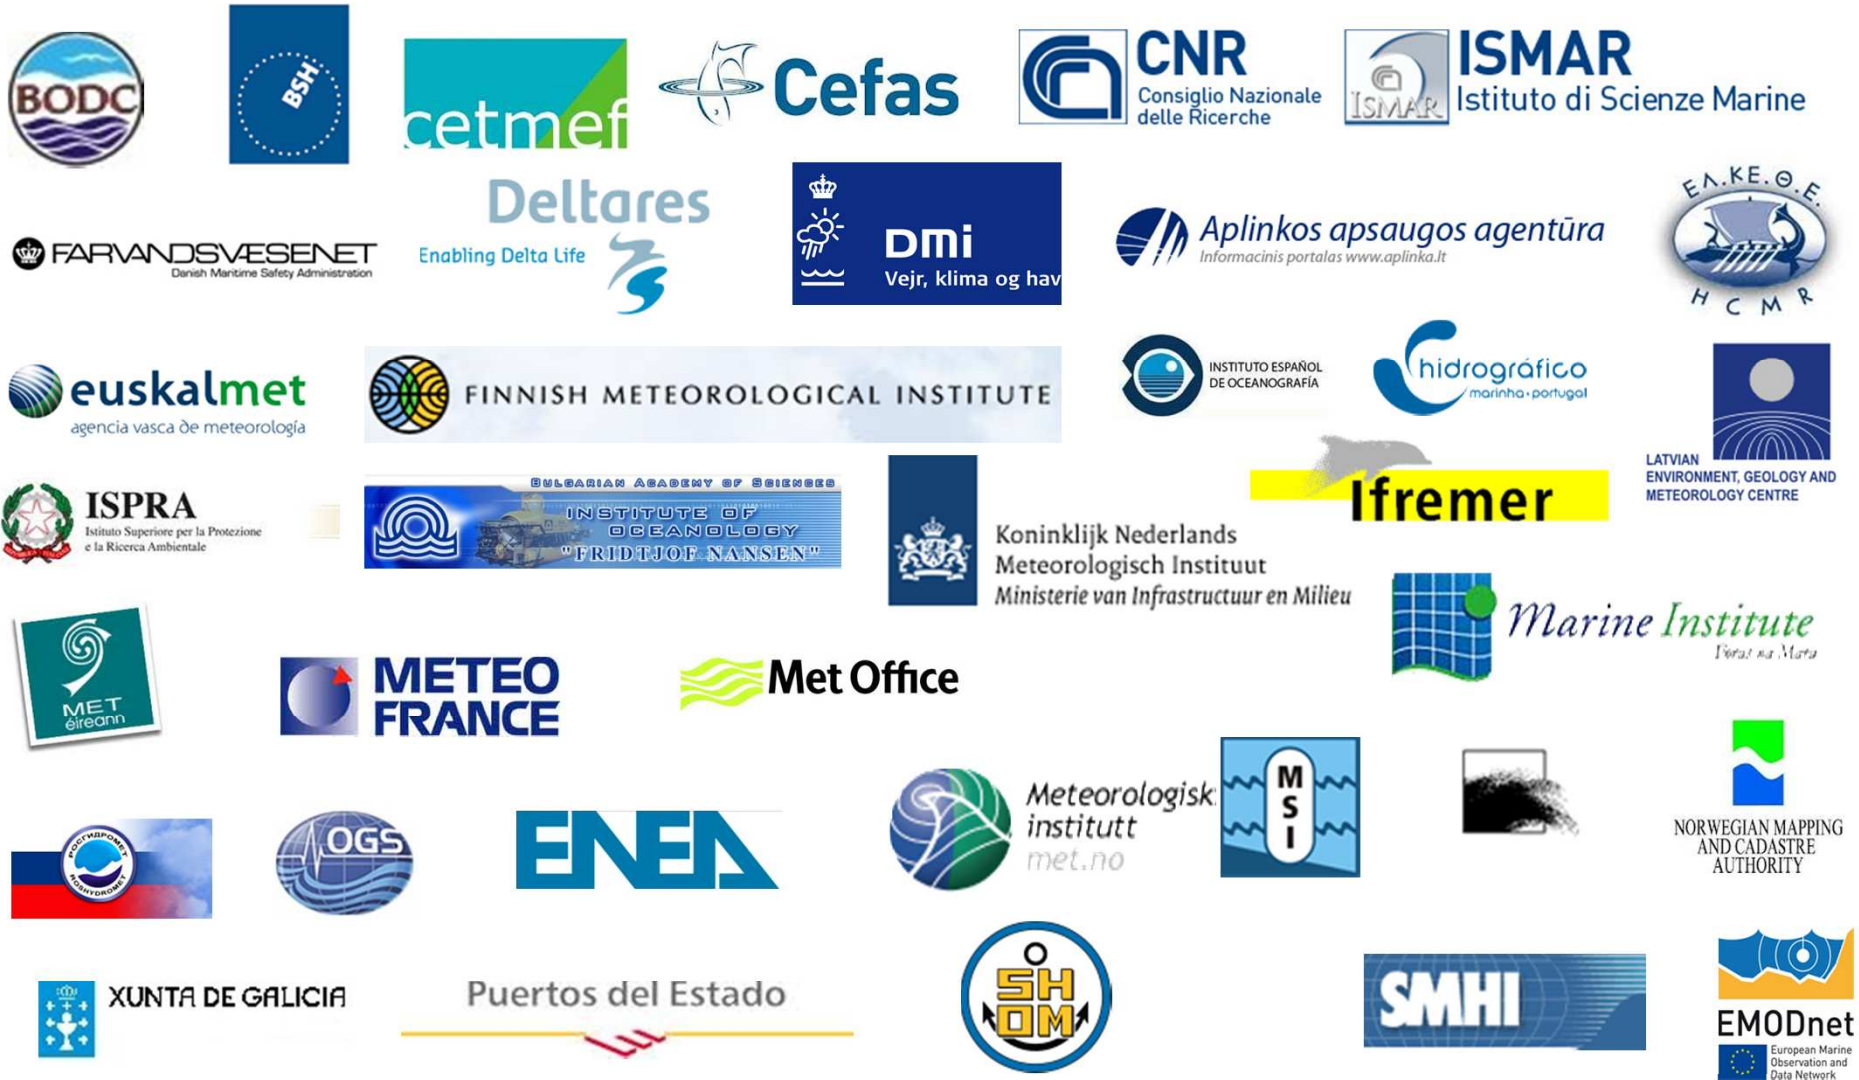 BODC
BSH
cetmef
Cefas
CNR
Consiglio Nazionale
delle Ricerche
ISMAR
ISMAR
Istituto di Scienze Marine
FARVANDSVÆSENET
Danish Maritime Safety Administration
Deltares
Enabling Delta Life
DMi
Vejr, klima og hav
Aplinkos apsaugos agentūra
Informacinis portalas www.aplinka.lt
ΕΛ.ΚΕ.Θ.Ε.
HCMR
euskalmet
agencia vasca de meteorología
FINNISH METEOROLOGICAL INSTITUTE
INSTITUTO ESPAÑOL
DE OCEANOGRAFÍA
hidrográfico
marinha·portugal
LATVIAN
ENVIRONMENT, GEOLOGY AND
METEOROLOGY CENTRE
ISPRA
Istituto Superiore per la Protezione
e la Ricerca Ambientale
BULGARIAN ACADEMY OF SCIENCES
INSTITUTE OF
OCEANOLOGY
"FRIDTJOF NANSEN"
Koninklijk Nederlands
Meteorologisch Instituut
Ministerie van Infrastructuur en Milieu
Ifremer
Marine Institute
Foras na Mara
MET
éireann
METEO
FRANCE
Met Office
РОСГИДРОМЕТ
ROSHYDROMET
OGS
ENEA
Meteorologisk
institutt
met.no
MSI
NORWEGIAN MAPPING
AND CADASTRE
AUTHORITY
XUNTA DE GALICIA
Puertos del Estado
SH
OM
SMHI
EMODnet
European Marine
Observation and
Data Network